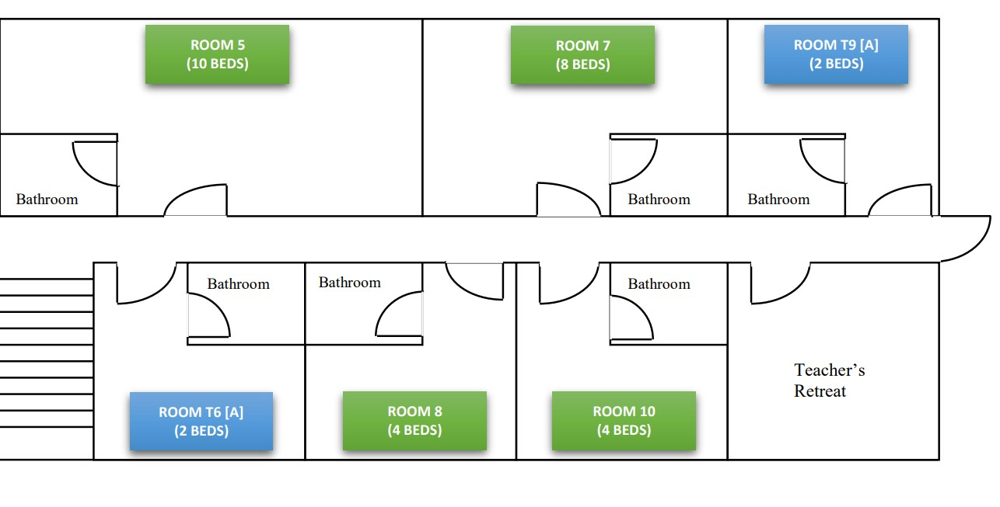 ROOM 5
(10 BEDS)
ROOM 7
(8 BEDS)
ROOM T9 [A]
(2 BEDS)
Bathroom
Bathroom
Bathroom
Bathroom
Bathroom
Bathroom
Teacher’s
Retreat
ROOM T6 [A]
(2 BEDS)
ROOM 8
(4 BEDS)
ROOM 10
(4 BEDS)